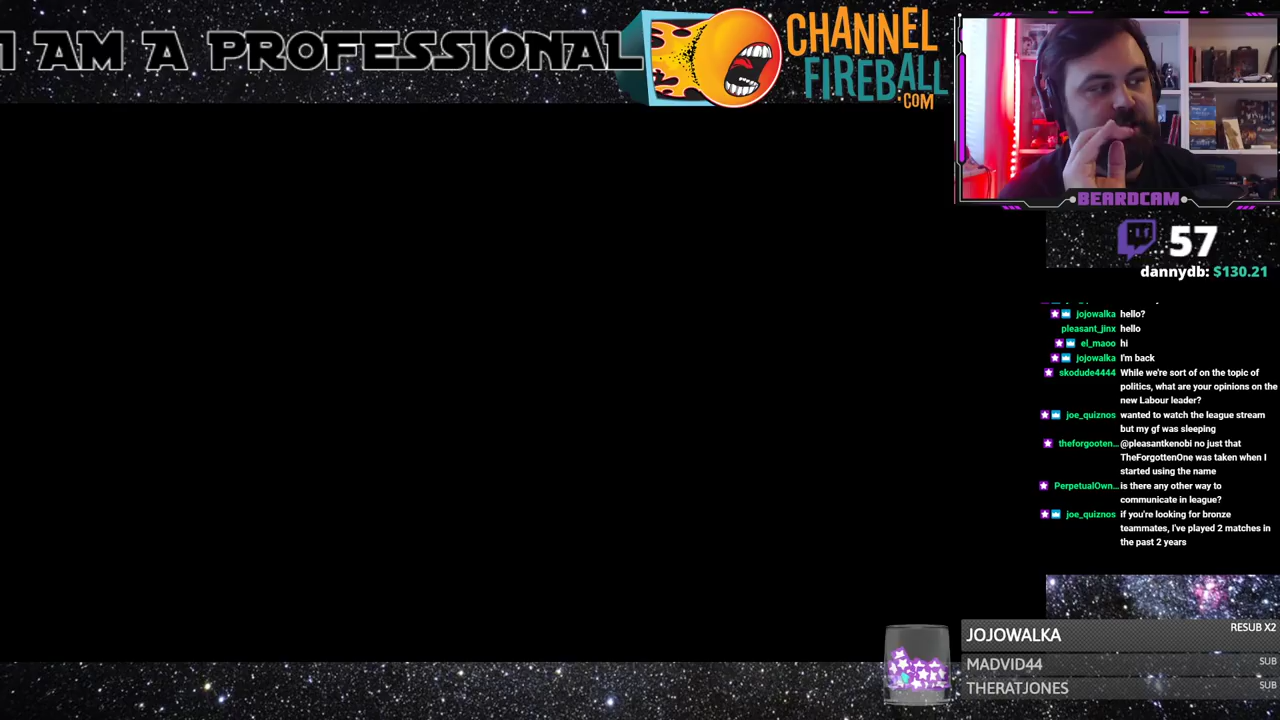 I AM A PROFESSIONAL
CHANNEL
FIREBALL
.COM
BEARDCAM
57
dannydb: $130.21
jojowalka hello?
pleasant_jinx hello
el_maoo hi
jojowalka I'm back
skodude4444 While we're sort of on the topic of
politics, what are your opinions on the
new Labour leader?
joe_quiznos wanted to watch the league stream
but my gf was sleeping
theforgooten... @pleasantkenobi no just that
TheForgottenOne was taken when I
started using the name
PerpetualOwn... is there any other way to
communicate in league?
joe_quiznos if you're looking for bronze
teammates, I've played 2 matches in
the past 2 years
JOJOWALKA RESUB X2
MADVID44 SUB
THERATJONES SUB